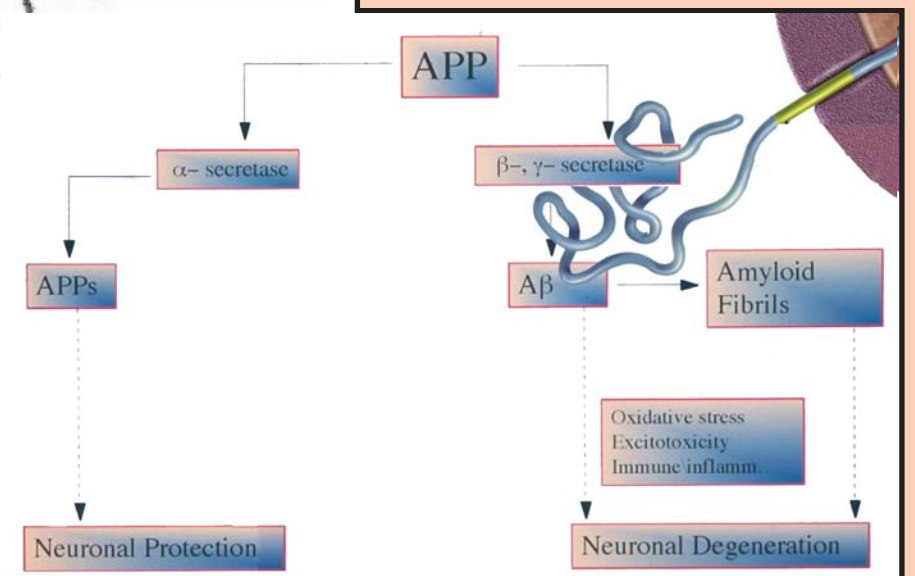 APP
α– secretase
β–, γ– secretase
APPs
Aβ
Amyloid
Fibrils
Oxidative stress
Excitotoxicity
Immune inflamm.
Neuronal Protection
Neuronal Degeneration